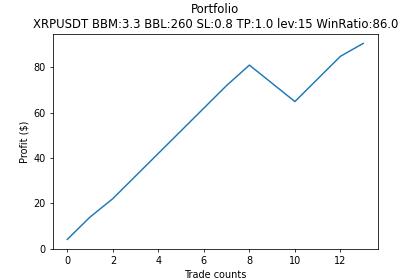 Portfolio
XRPUSDT BBM:3.3 BBL:260 SL:0.8 TP:1.0 lev:15 WinRatio:86.0
80
60
40
20
0
Profit ($)
0 2 4 6 8 10 12
Trade counts